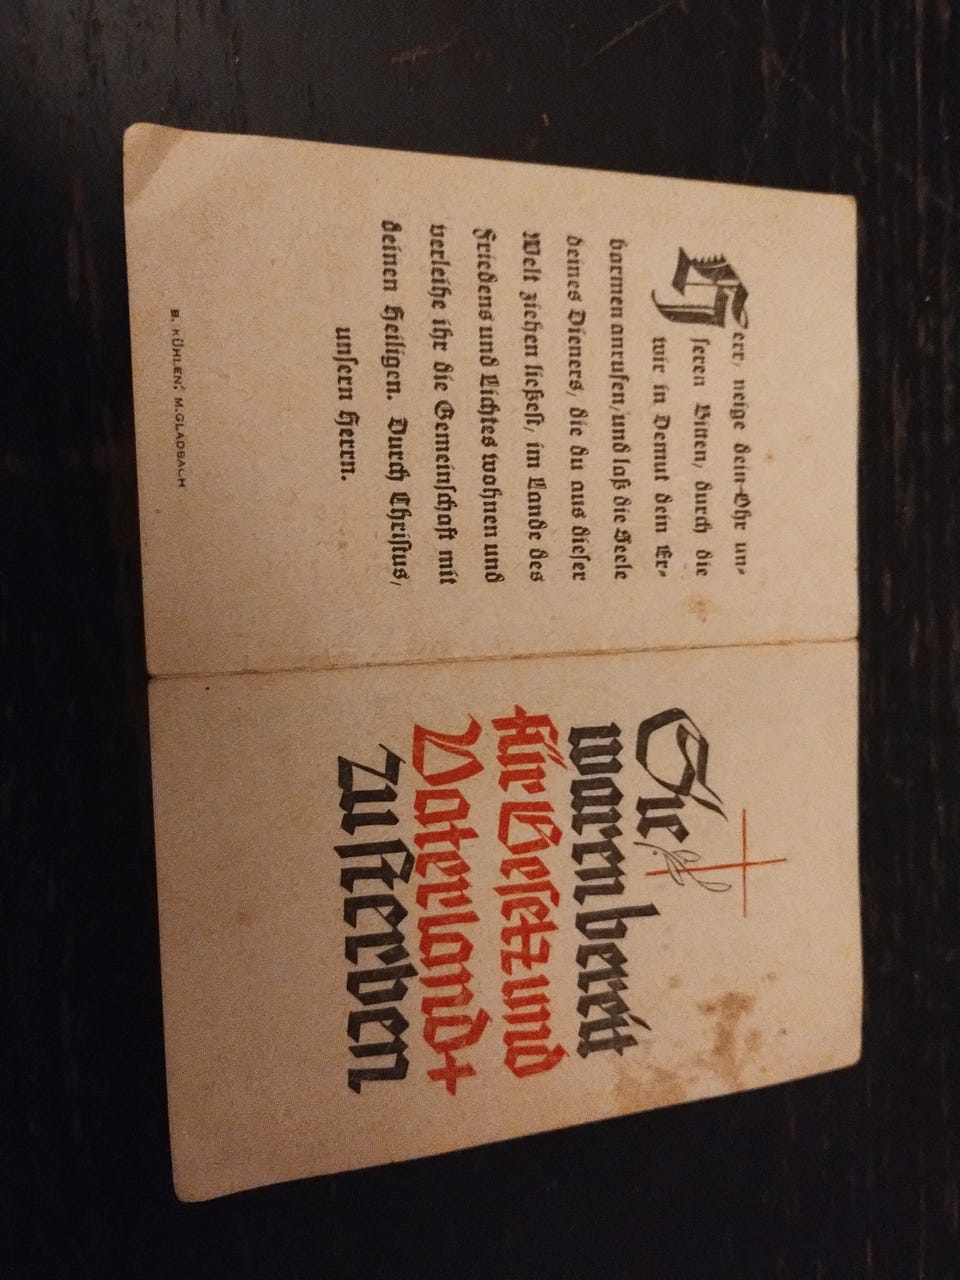 Herr, neige dein Ohr un-
seren Bitten, durch die
wir in Demut dein Er-
barmen anrufen, und laß die Seele
deines Dieners, die du aus dieser
Welt ziehen ließest, im Lande des
Friedens und Lichtes wohnen und
verleihe ihr die Gemeinschaft mit
deinen Heiligen. Durch Christus,
unsern Herrn.
B. KÜHLEN, M. GLADBACH
Sie
waren bereit
für Gesetz und
Vaterland
zu sterben